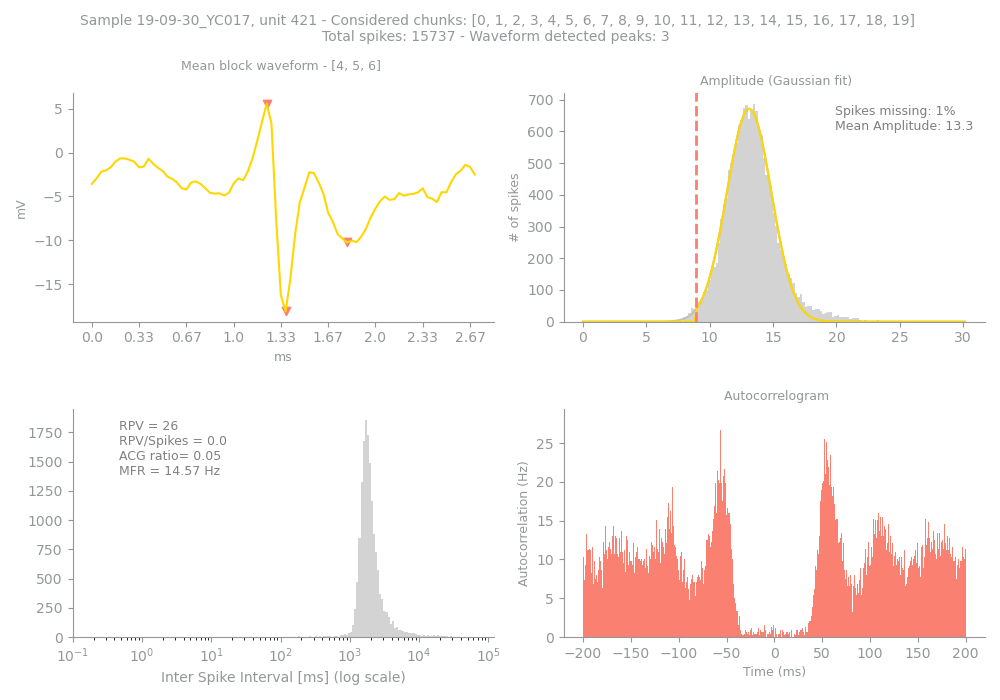 Sample 19-09-30_YC017, unit 421 - Considered chunks: [0, 1, 2, 3, 4, 5, 6, 7, 8, 9, 10, 11, 12, 13, 14, 15, 16, 17, 18, 19]
Total spikes: 15737 - Waveform detected peaks: 3
Mean block waveform - [4, 5, 6]
5
0
−5
−10
−15
mV
0.0 0.33 0.67 1.0 1.33 1.67 2.0 2.33 2.67
ms
Amplitude (Gaussian fit)
Spikes missing: 1%
Mean Amplitude: 13.3
700
600
500
400
300
200
100
0
# of spikes
0 5 10 15 20 25 30
RPV = 26
RPV/Spikes = 0.0
ACG ratio= 0.05
MFR = 14.57 Hz
1750
1500
1250
1000
750
500
250
0
10⁻¹ 10⁰ 10¹ 10² 10³ 10⁴ 10⁵
Inter Spike Interval [ms] (log scale)
Autocorrelogram
25
20
15
10
5
0
Autocorrelation (Hz)
−200 −150 −100 −50 0 50 100 150 200
Time (ms)